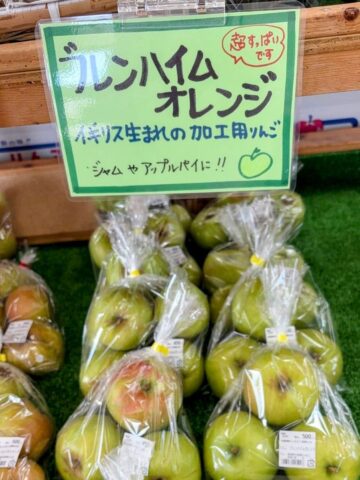 超すっぱい
です
ブレンハイム
オレンジ
イギリス生まれの加工用りんご
ジャムやアップルパイに!!
500
500